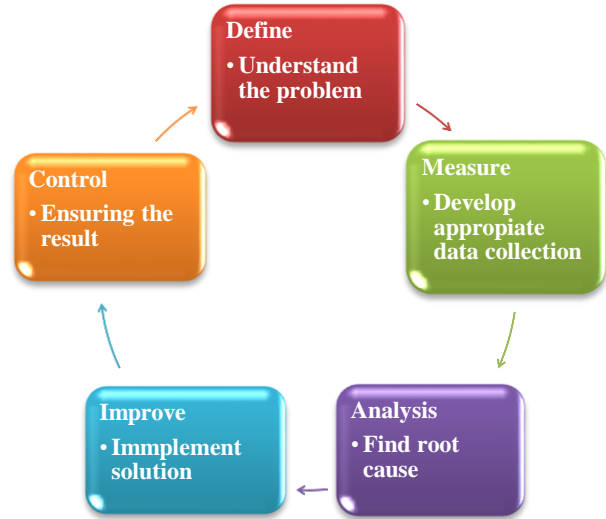 Define
• Understand
the problem
Measure
• Develop
appropiate
data collection
Analysis
• Find root
cause
Improve
• Immplement
solution
Control
• Ensuring the
result